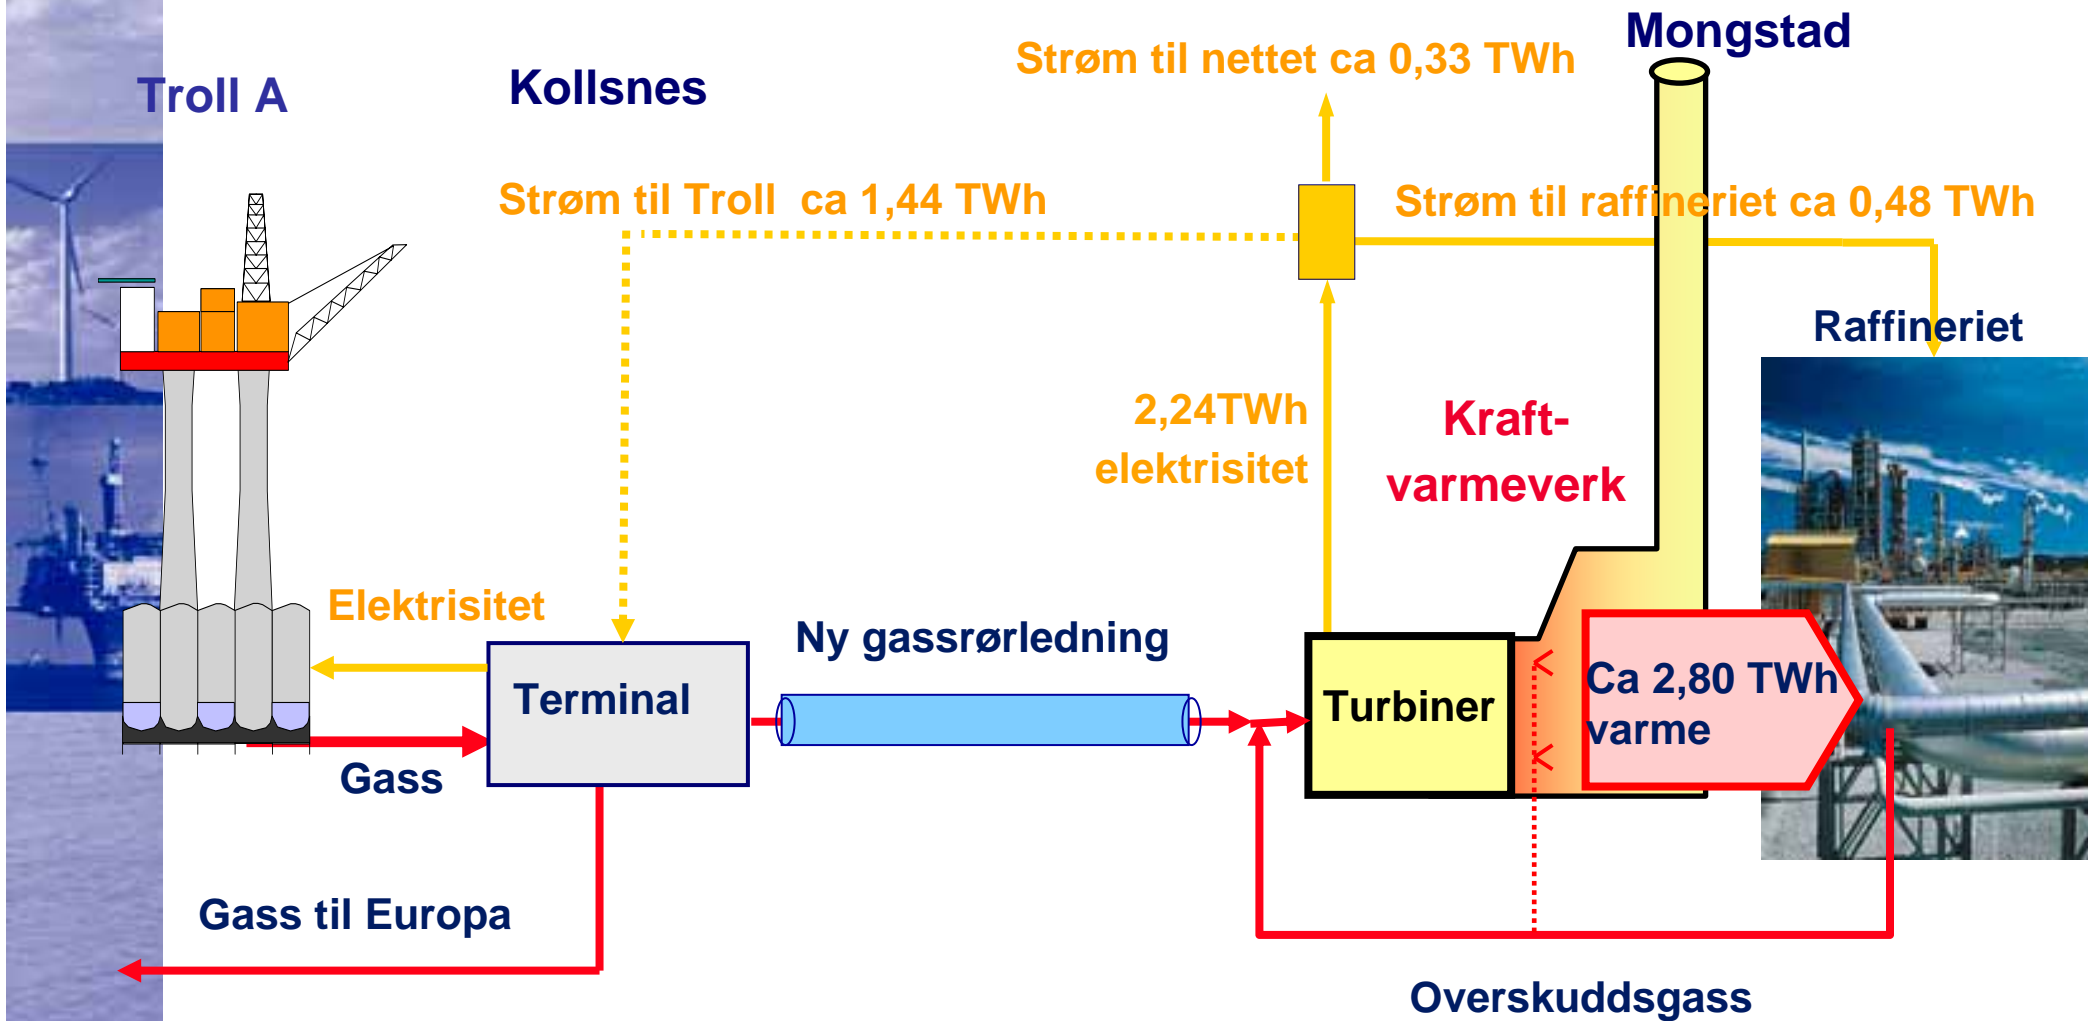 Mongstad
Strøm til nettet ca 0,33 TWh
Troll A
Kollsnes
Strøm til Troll  ca 1,44 TWh
Strøm til raffineriet ca 0,48 TWh
Raffineriet
2,24TWh
elektrisitet
Kraft-
varmeverk
Elektrisitet
Ny gassrørledning
Terminal
Turbiner
Ca 2,80 TWh
varme
Gass
Gass til Europa
Overskuddsgass